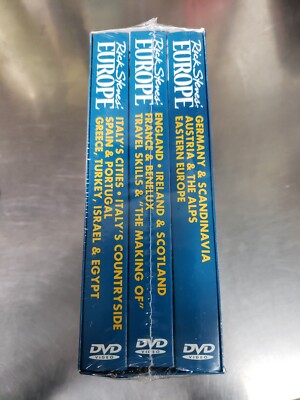 Rick Steves'
EUROPE
ITALY'S CITIES • ITALY'S COUNTRYSIDE
SPAIN & PORTUGAL
GREECE, TURKEY, ISRAEL & EGYPT
DVD
VIDEO
Rick Steves'
EUROPE
ENGLAND • IRELAND & SCOTLAND
FRANCE & BENELUX
TRAVEL SKILLS & "THE MAKING OF"
DVD
VIDEO
Rick Steves'
EUROPE
GERMANY & SCANDINAVIA
AUSTRIA & THE ALPS
EASTERN EUROPE
DVD
VIDEO